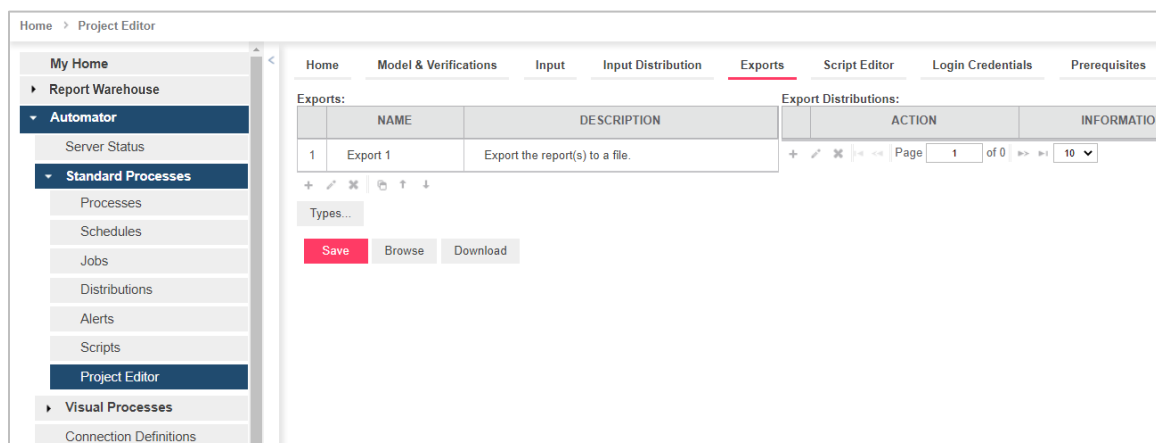 Home > Project Editor
My Home
Report Warehouse
Automator
Server Status
Standard Processes
Processes
Schedules
Jobs
Distributions
Alerts
Scripts
Project Editor
Visual Processes
Connection Definitions
Home Model & Verifications Input Input Distribution Exports Script Editor Login Credentials Prerequisites
Exports:
NAME DESCRIPTION
1 Export 1 Export the report(s) to a file.
Types...
Save Browse Download
Export Distributions:
ACTION INFORMATIO
Page 1 of 0 10